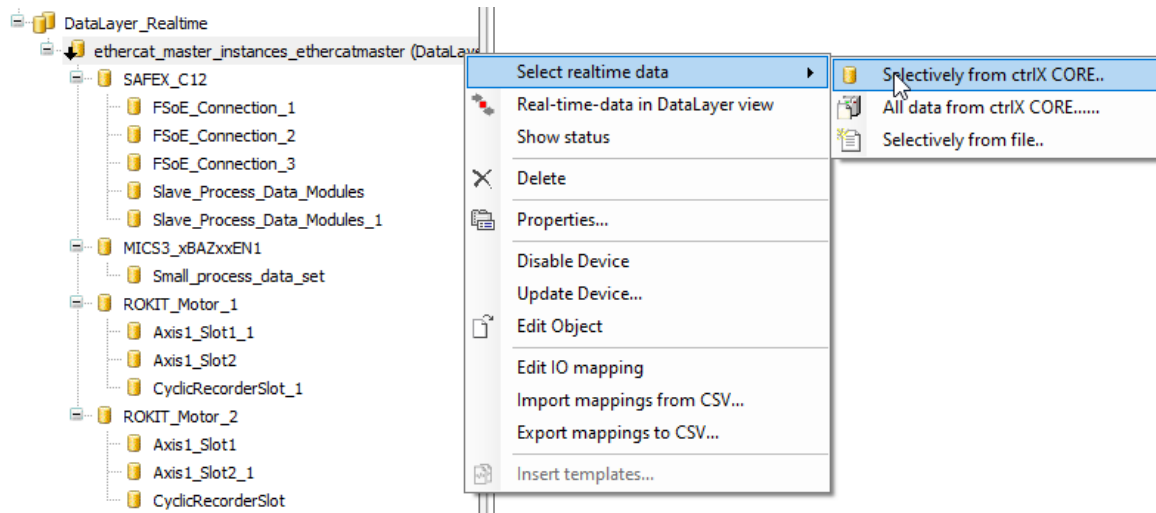 DataLayer_Realtime
ethercat_master_instances_ethercatmaster (DataLaye
SAFEX_C12
FSoE_Connection_1
FSoE_Connection_2
FSoE_Connection_3
Slave_Process_Data_Modules
Slave_Process_Data_Modules_1
MICS3_xBAZxxEN1
Small_process_data_set
ROKIT_Motor_1
Axis1_Slot1_1
Axis1_Slot2
CyclicRecorderSlot_1
ROKIT_Motor_2
Axis1_Slot1
Axis1_Slot2_1
CyclicRecorderSlot
Select realtime data
Real-time-data in DataLayer view
Show status
Delete
Properties...
Disable Device
Update Device...
Edit Object
Edit IO mapping
Import mappings from CSV...
Export mappings to CSV...
Insert templates...
Selectively from ctrlX CORE..
All data from ctrlX CORE......
Selectively from file..